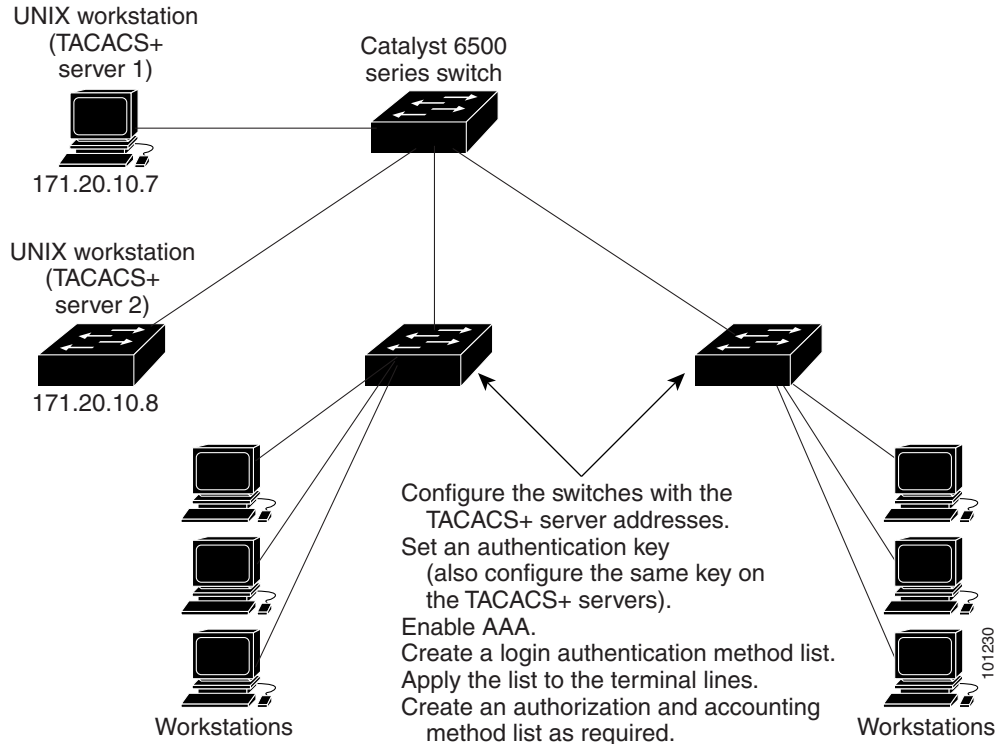 UNIX workstation
(TACACS+
server 1)
Catalyst 6500
series switch
171.20.10.7
UNIX workstation
(TACACS+
server 2)
171.20.10.8
Configure the switches with the
TACACS+ server addresses.
Set an authentication key
(also configure the same key on
the TACACS+ servers).
Enable AAA.
Create a login authentication method list.
Apply the list to the terminal lines.
Create an authorization and accounting
method list as required.
Workstations
Workstations
101230